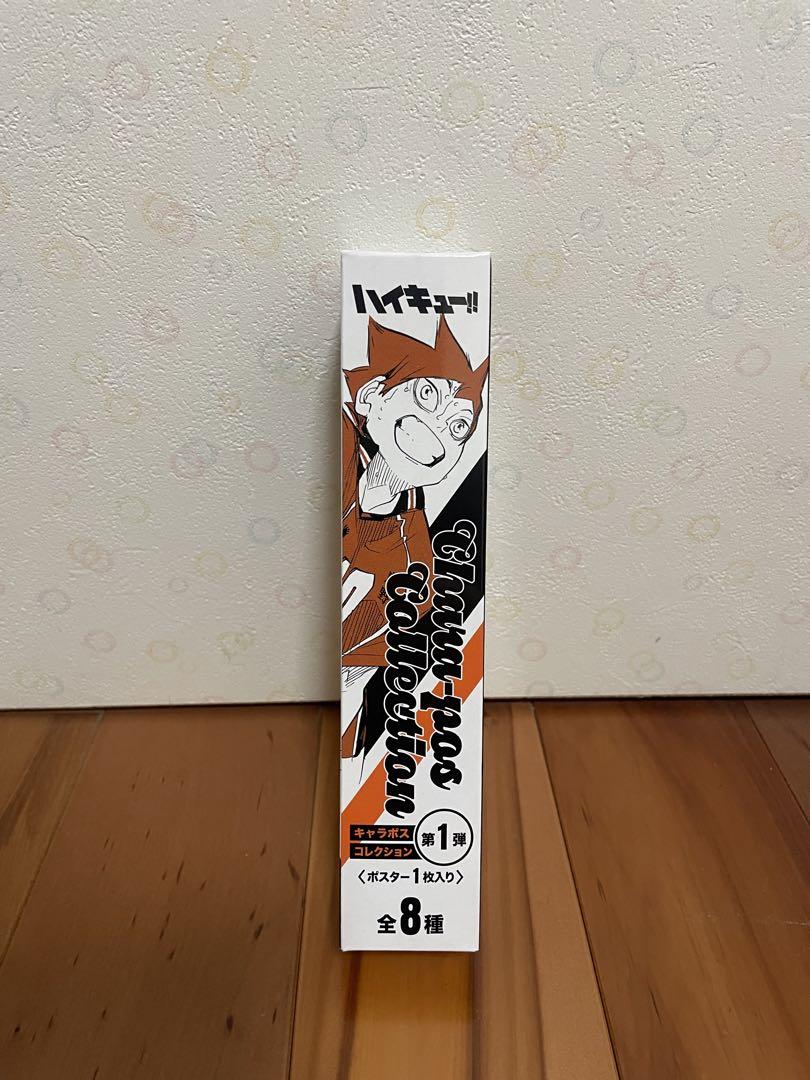 ハイキュー!!
Chara-pos
Collection
キャラポス
コレクション
第1弾
〈ポスター1枚入り〉
全8種